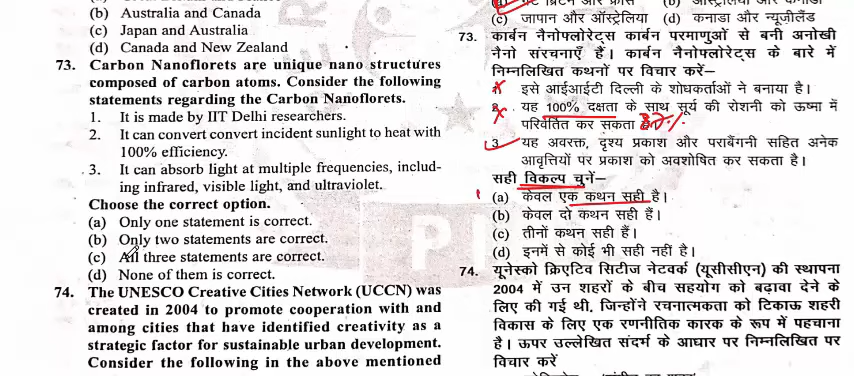 (b) Australia and Canada
(c) Japan and Australia
(d) Canada and New Zealand
73. Carbon Nanoflorets are unique nano structures
composed of carbon atoms. Consider the following
statements regarding the Carbon Nanoflorets.
1. It is made by IIT Delhi researchers.
2. It can convert convert incident sunlight to heat with
100% efficiency.
3. It can absorb light at multiple frequencies, includ-
ing infrared, visible light, and ultraviolet.
Choose the correct option.
(a) Only one statement is correct.
(b) Only two statements are correct.
(c) All three statements are correct.
(d) None of them is correct.
74. The UNESCO Creative Cities Network (UCCN) was
created in 2004 to promote cooperation with and
among cities that have identified creativity as a
strategic factor for sustainable urban development.
Consider the following in the above mentioned
(c) जापान और ऑस्ट्रेलिया (d) कनाडा और न्यूज़ीलैंड
73. कार्बन नैनोफ्लोरेट्स कार्बन परमाणुओं से बनी अनोखी
नैनो संरचनाएँ हैं। कार्बन नैनोफ्लोरेट्स के बारे में
निम्नलिखित कथनों पर विचार करें–
1. इसे आईआईटी दिल्ली के शोधकर्ताओं ने बनाया है।
2. यह 100% दक्षता के साथ सूर्य की रोशनी को ऊष्मा में
परिवर्तित कर सकता
3. यह अवरक्त, दृश्य प्रकाश और पराबैंगनी सहित अनेक
आवृत्तियों पर प्रकाश को अवशोषित कर सकता है।
सही विकल्प चुनें–
(a) केवल एक कथन सही है।
(b) केवल दो कथन सही हैं।
(c) तीनों कथन सही हैं।
(d) इनमें से कोई भी सही नहीं है।
74. यूनेस्को क्रिएटिव सिटीज नेटवर्क (यूसीसीएन) की स्थापना
2004 में उन शहरों के बीच सहयोग को बढ़ावा देने के
लिए की गई थी, जिन्होंने रचनात्मकता को टिकाऊ शहरी
विकास के लिए एक रणनीतिक कारक के रूप में पहचाना
है। ऊपर उल्लेखित संदर्भ के आधार पर निम्नलिखित पर
विचार करें